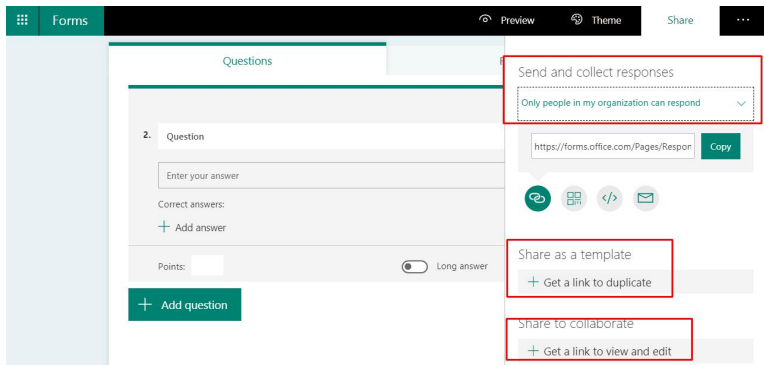 Forms
Preview
Theme
Share
...
Questions
2. Question
Enter your answer
Correct answers:
+ Add answer
Points:
Long answer
+ Add question
Send and collect responses
Only people in my organization can respond
https://forms.office.com/Pages/Respon
Copy
</>
Share as a template
+ Get a link to duplicate
Share to collaborate
+ Get a link to view and edit